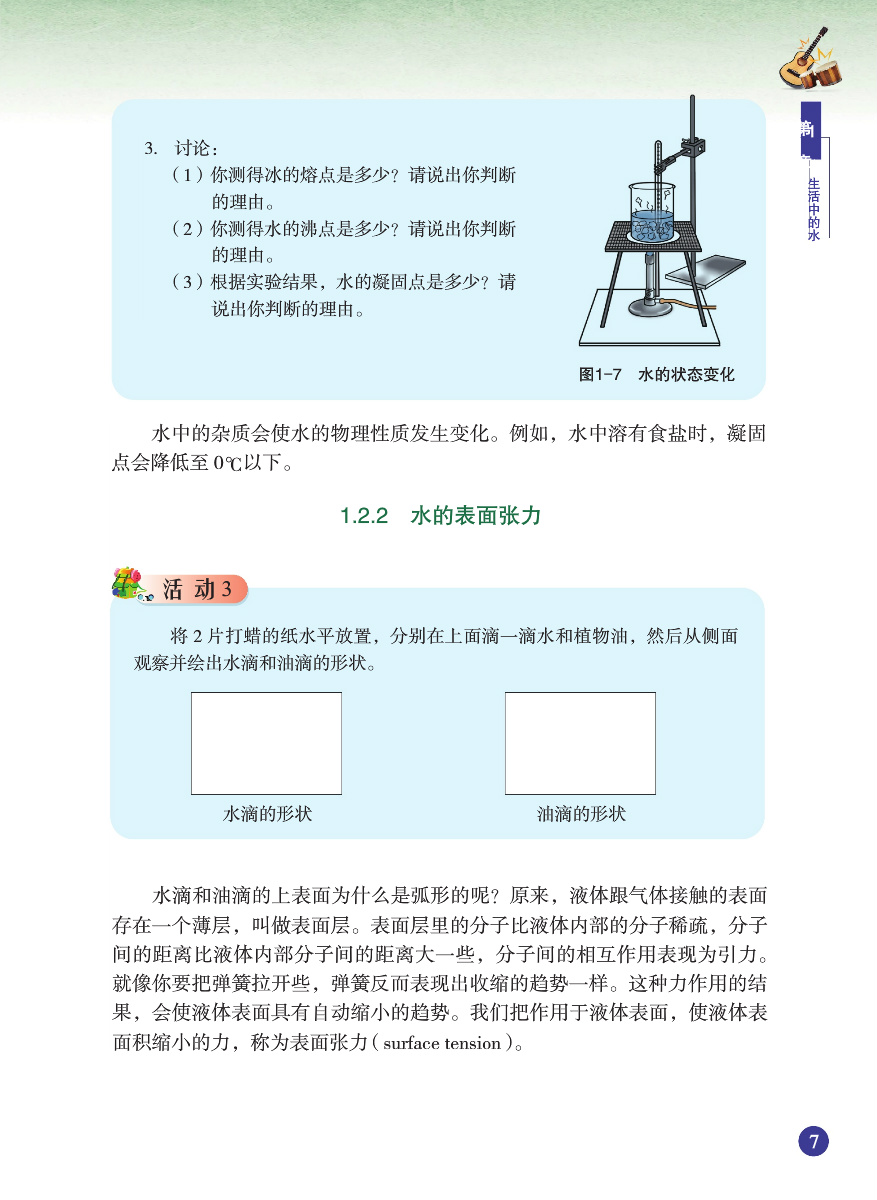 3. 讨论：
（1）你测得冰的熔点是多少？请说出你判断
的理由。
（2）你测得水的沸点是多少？请说出你判断
的理由。
（3）根据实验结果，水的凝固点是多少？请
说出你判断的理由。
图1-7 水的状态变化
生活中的水
水中的杂质会使水的物理性质发生变化。例如，水中溶有食盐时，凝固
点会降低至 0℃以下。
1.2.2 水的表面张力
活 动 3
将 2 片打蜡的纸水平放置，分别在上面滴一滴水和植物油，然后从侧面
观察并绘出水滴和油滴的形状。
水滴的形状
油滴的形状
水滴和油滴的上表面为什么是弧形的呢？原来，液体跟气体接触的表面
存在一个薄层，叫做表面层。表面层里的分子比液体内部的分子稀疏，分子
间的距离比液体内部分子间的距离大一些，分子间的相互作用表现为引力。
就像你要把弹簧拉开些，弹簧反而表现出收缩的趋势一样。这种力作用的结
果，会使液体表面具有自动缩小的趋势。我们把作用于液体表面，使液体表
面积缩小的力，称为表面张力（surface tension）。
7